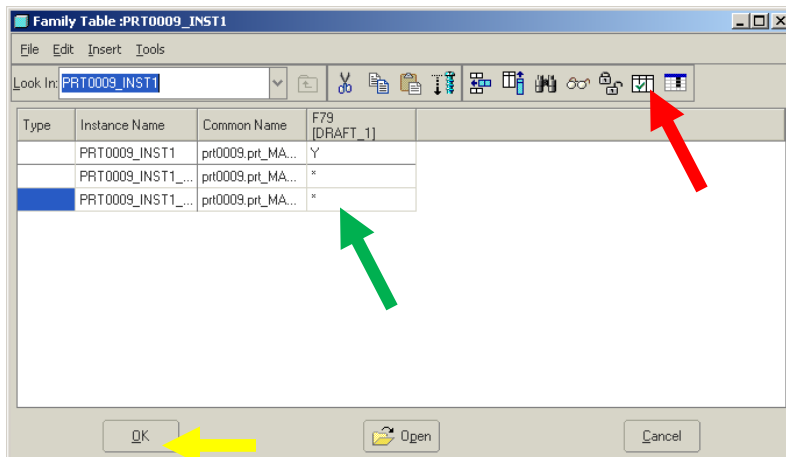 Family Table :PRT0009_INST1
File Edit Insert Tools
Look In: PRT0009_INST1
Type Instance Name Common Name F79
[DRAFT_1]
PRT0009_INST1 prt0009.prt_MA... Y
PRT0009_INST1_... prt0009.prt_MA... *
PRT0009_INST1_... prt0009.prt_MA... *
OK Open Cancel